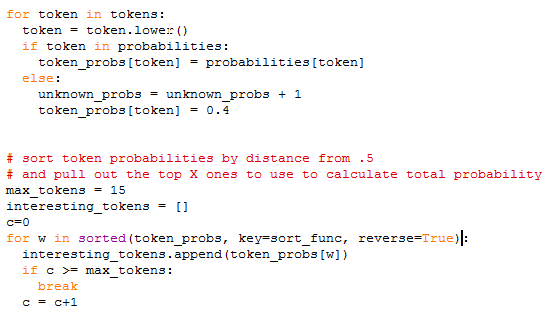 for token in tokens:
  token = token.lower()
  if token in probabilities:
    token_probs[token] = probabilities[token]
  else:
    unknown_probs = unknown_probs + 1
    token_probs[token] = 0.4
# sort token probabilities by distance from .5
# and pull out the top X ones to use to calculate total probability
max_tokens = 15
interesting_tokens = []
c=0
for w in sorted(token_probs, key=sort_func, reverse=True):
  interesting_tokens.append(token_probs[w])
  if c >= max_tokens:
    break
  c = c+1